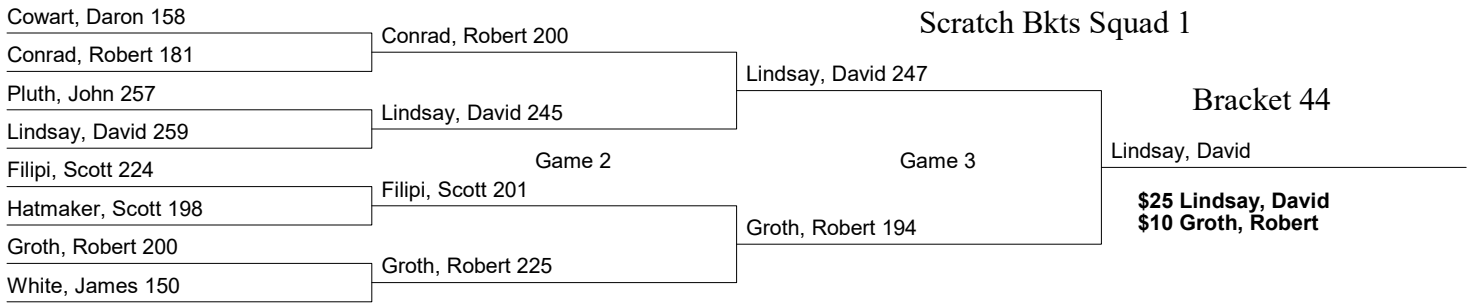 Cowart, Daron 158
Conrad, Robert 181
Pluth, John 257
Lindsay, David 259
Filipi, Scott 224
Hatmaker, Scott 198
Groth, Robert 200
White, James 150
Conrad, Robert 200
Lindsay, David 245
Game 2
Filipi, Scott 201
Groth, Robert 225
Scratch Bkts Squad 1
Lindsay, David 247
Game 3
Groth, Robert 194
Bracket 44
Lindsay, David
$25 Lindsay, David
$10 Groth, Robert